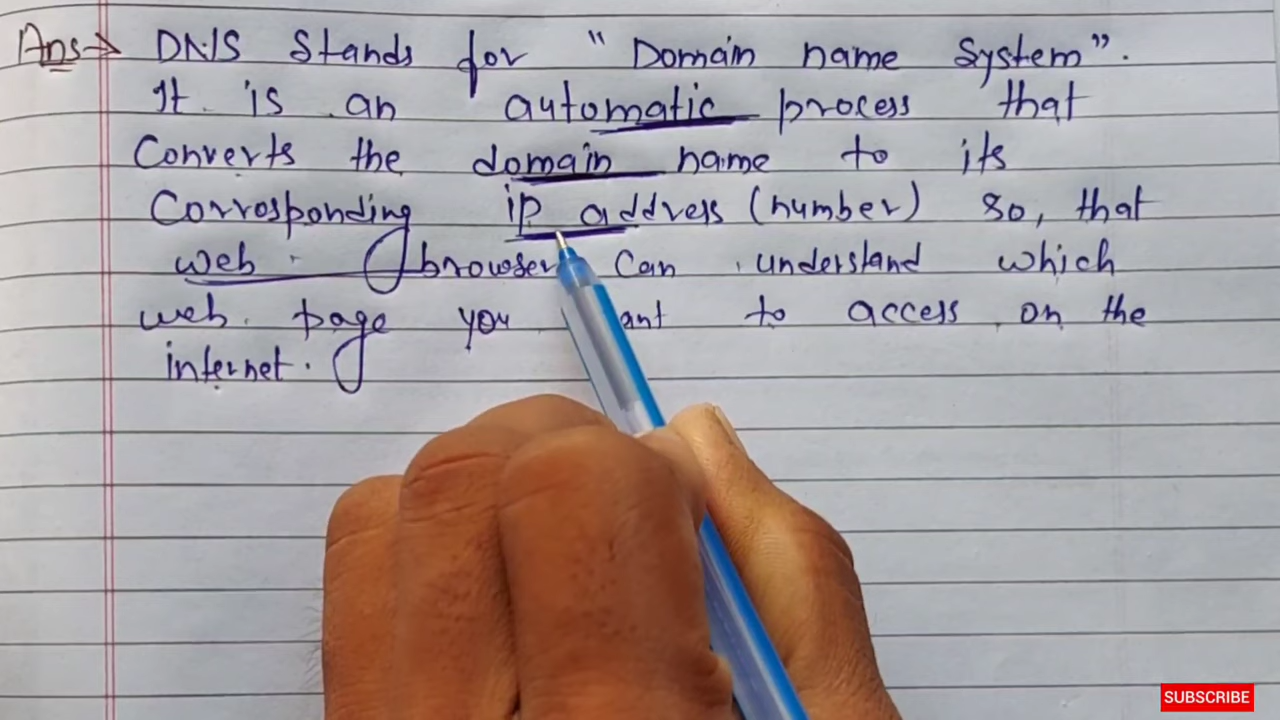 Ans→ DNS Stands for "Domain name System".
It is an automatic process that
Converts the domain name to its
Corrosponding ip address (number) so, that
web browser can understand which
web page you ant to access on the
internet.
SUBSCRIBE